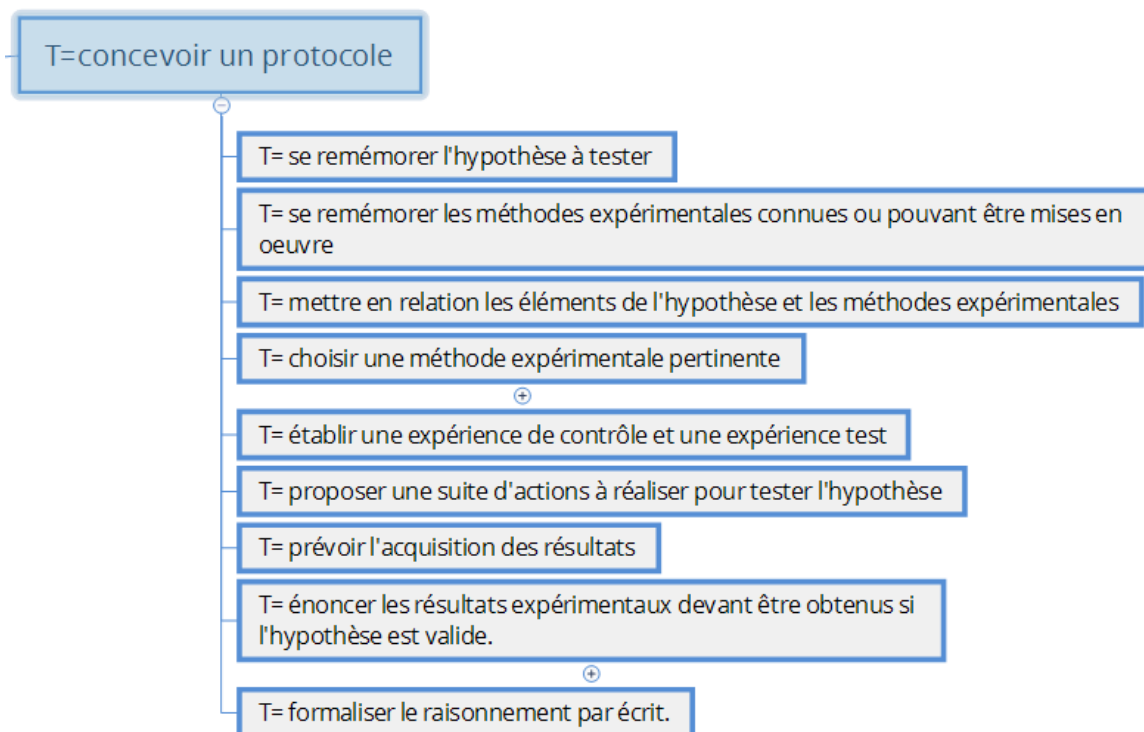 T=concevoir un protocole
T= se remémorer l'hypothèse à tester
T= se remémorer les méthodes expérimentales connues ou pouvant être mises en
oeuvre
T= mettre en relation les éléments de l'hypothèse et les méthodes expérimentales
T= choisir une méthode expérimentale pertinente
T= établir une expérience de contrôle et une expérience test
T= proposer une suite d'actions à réaliser pour tester l'hypothèse
T= prévoir l'acquisition des résultats
T= énoncer les résultats expérimentaux devant être obtenus si
l'hypothèse est valide.
T= formaliser le raisonnement par écrit.